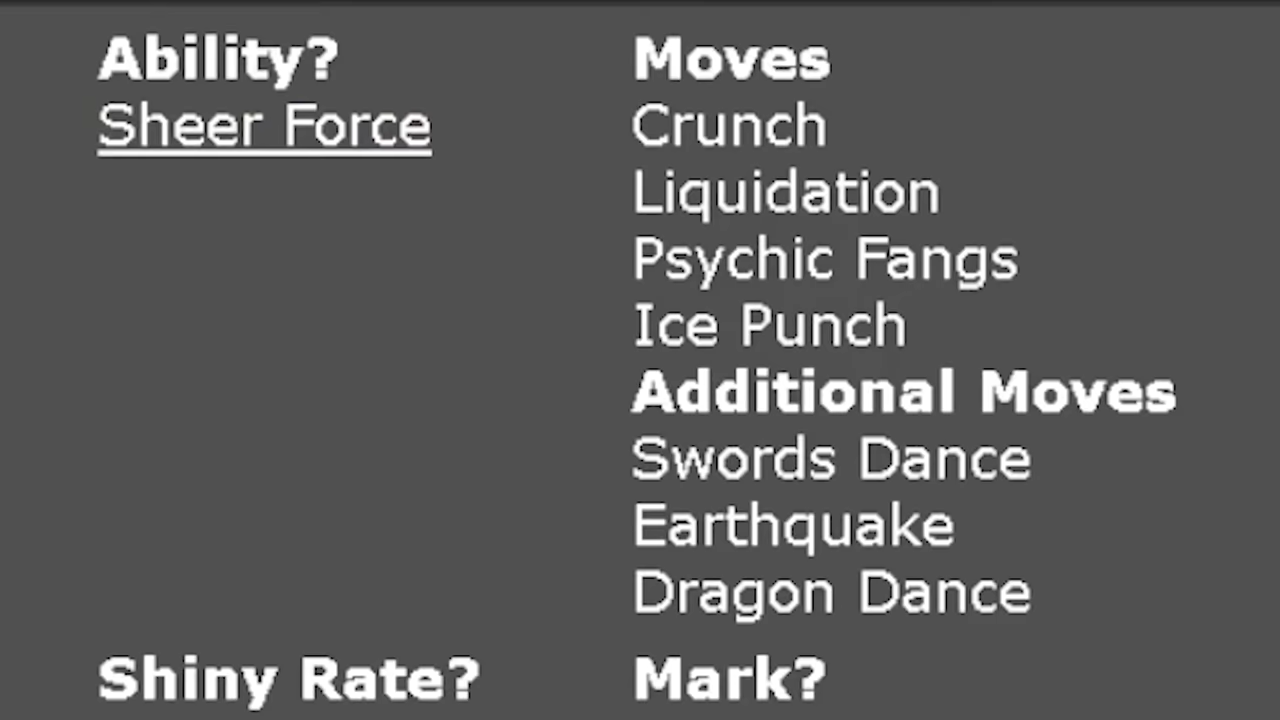 Ability?
Sheer Force
Moves
Crunch
Liquidation
Psychic Fangs
Ice Punch
Additional Moves
Swords Dance
Earthquake
Dragon Dance
Shiny Rate?
Mark?